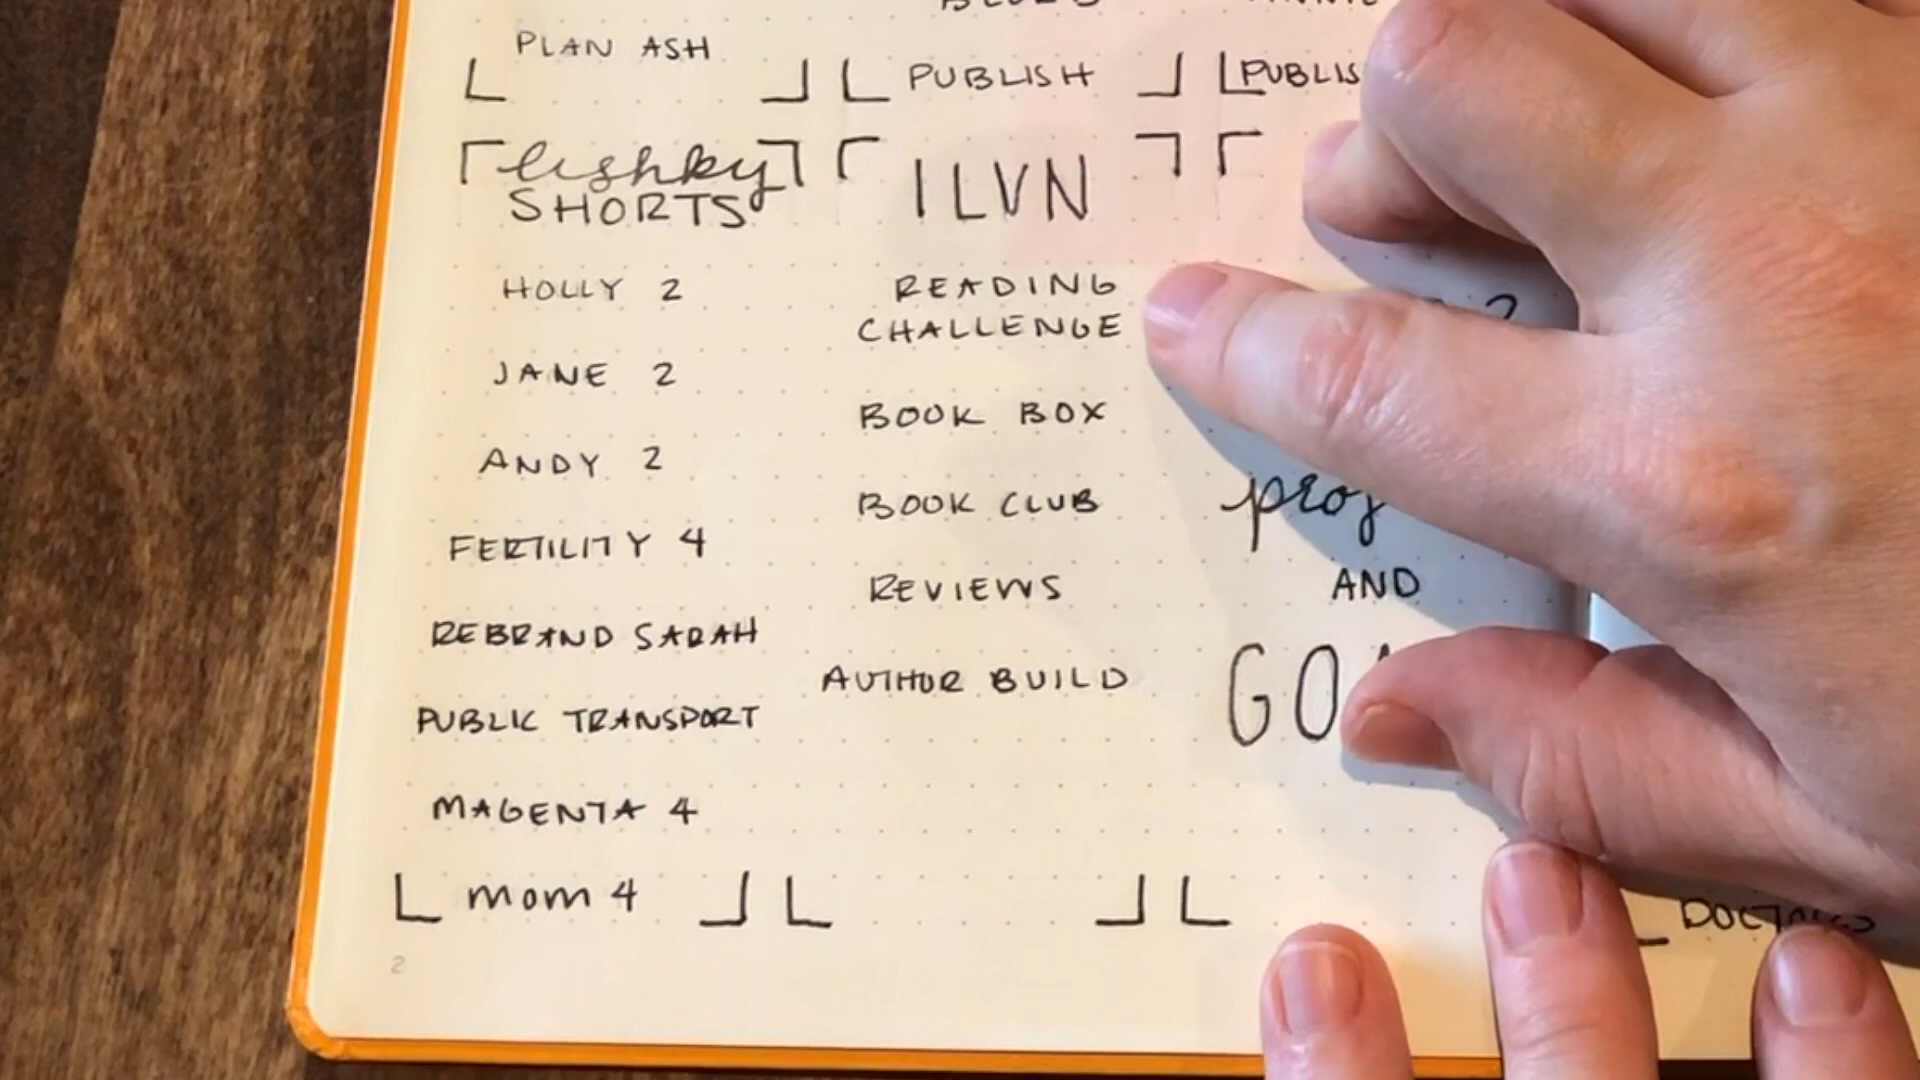 PLAN ASH
PUBLISH
lishky
SHORTS
HOLLY 2
JANE 2
ANDY 2
FERTILITY 4
REBRAND SARAH
PUBLIC TRANSPORT
MAGENTA 4
mom 4
2
ILVN
READING
CHALLENGE
BOOK BOX
BOOK CLUB
REVIEWS
AUTHOR BUILD
AND